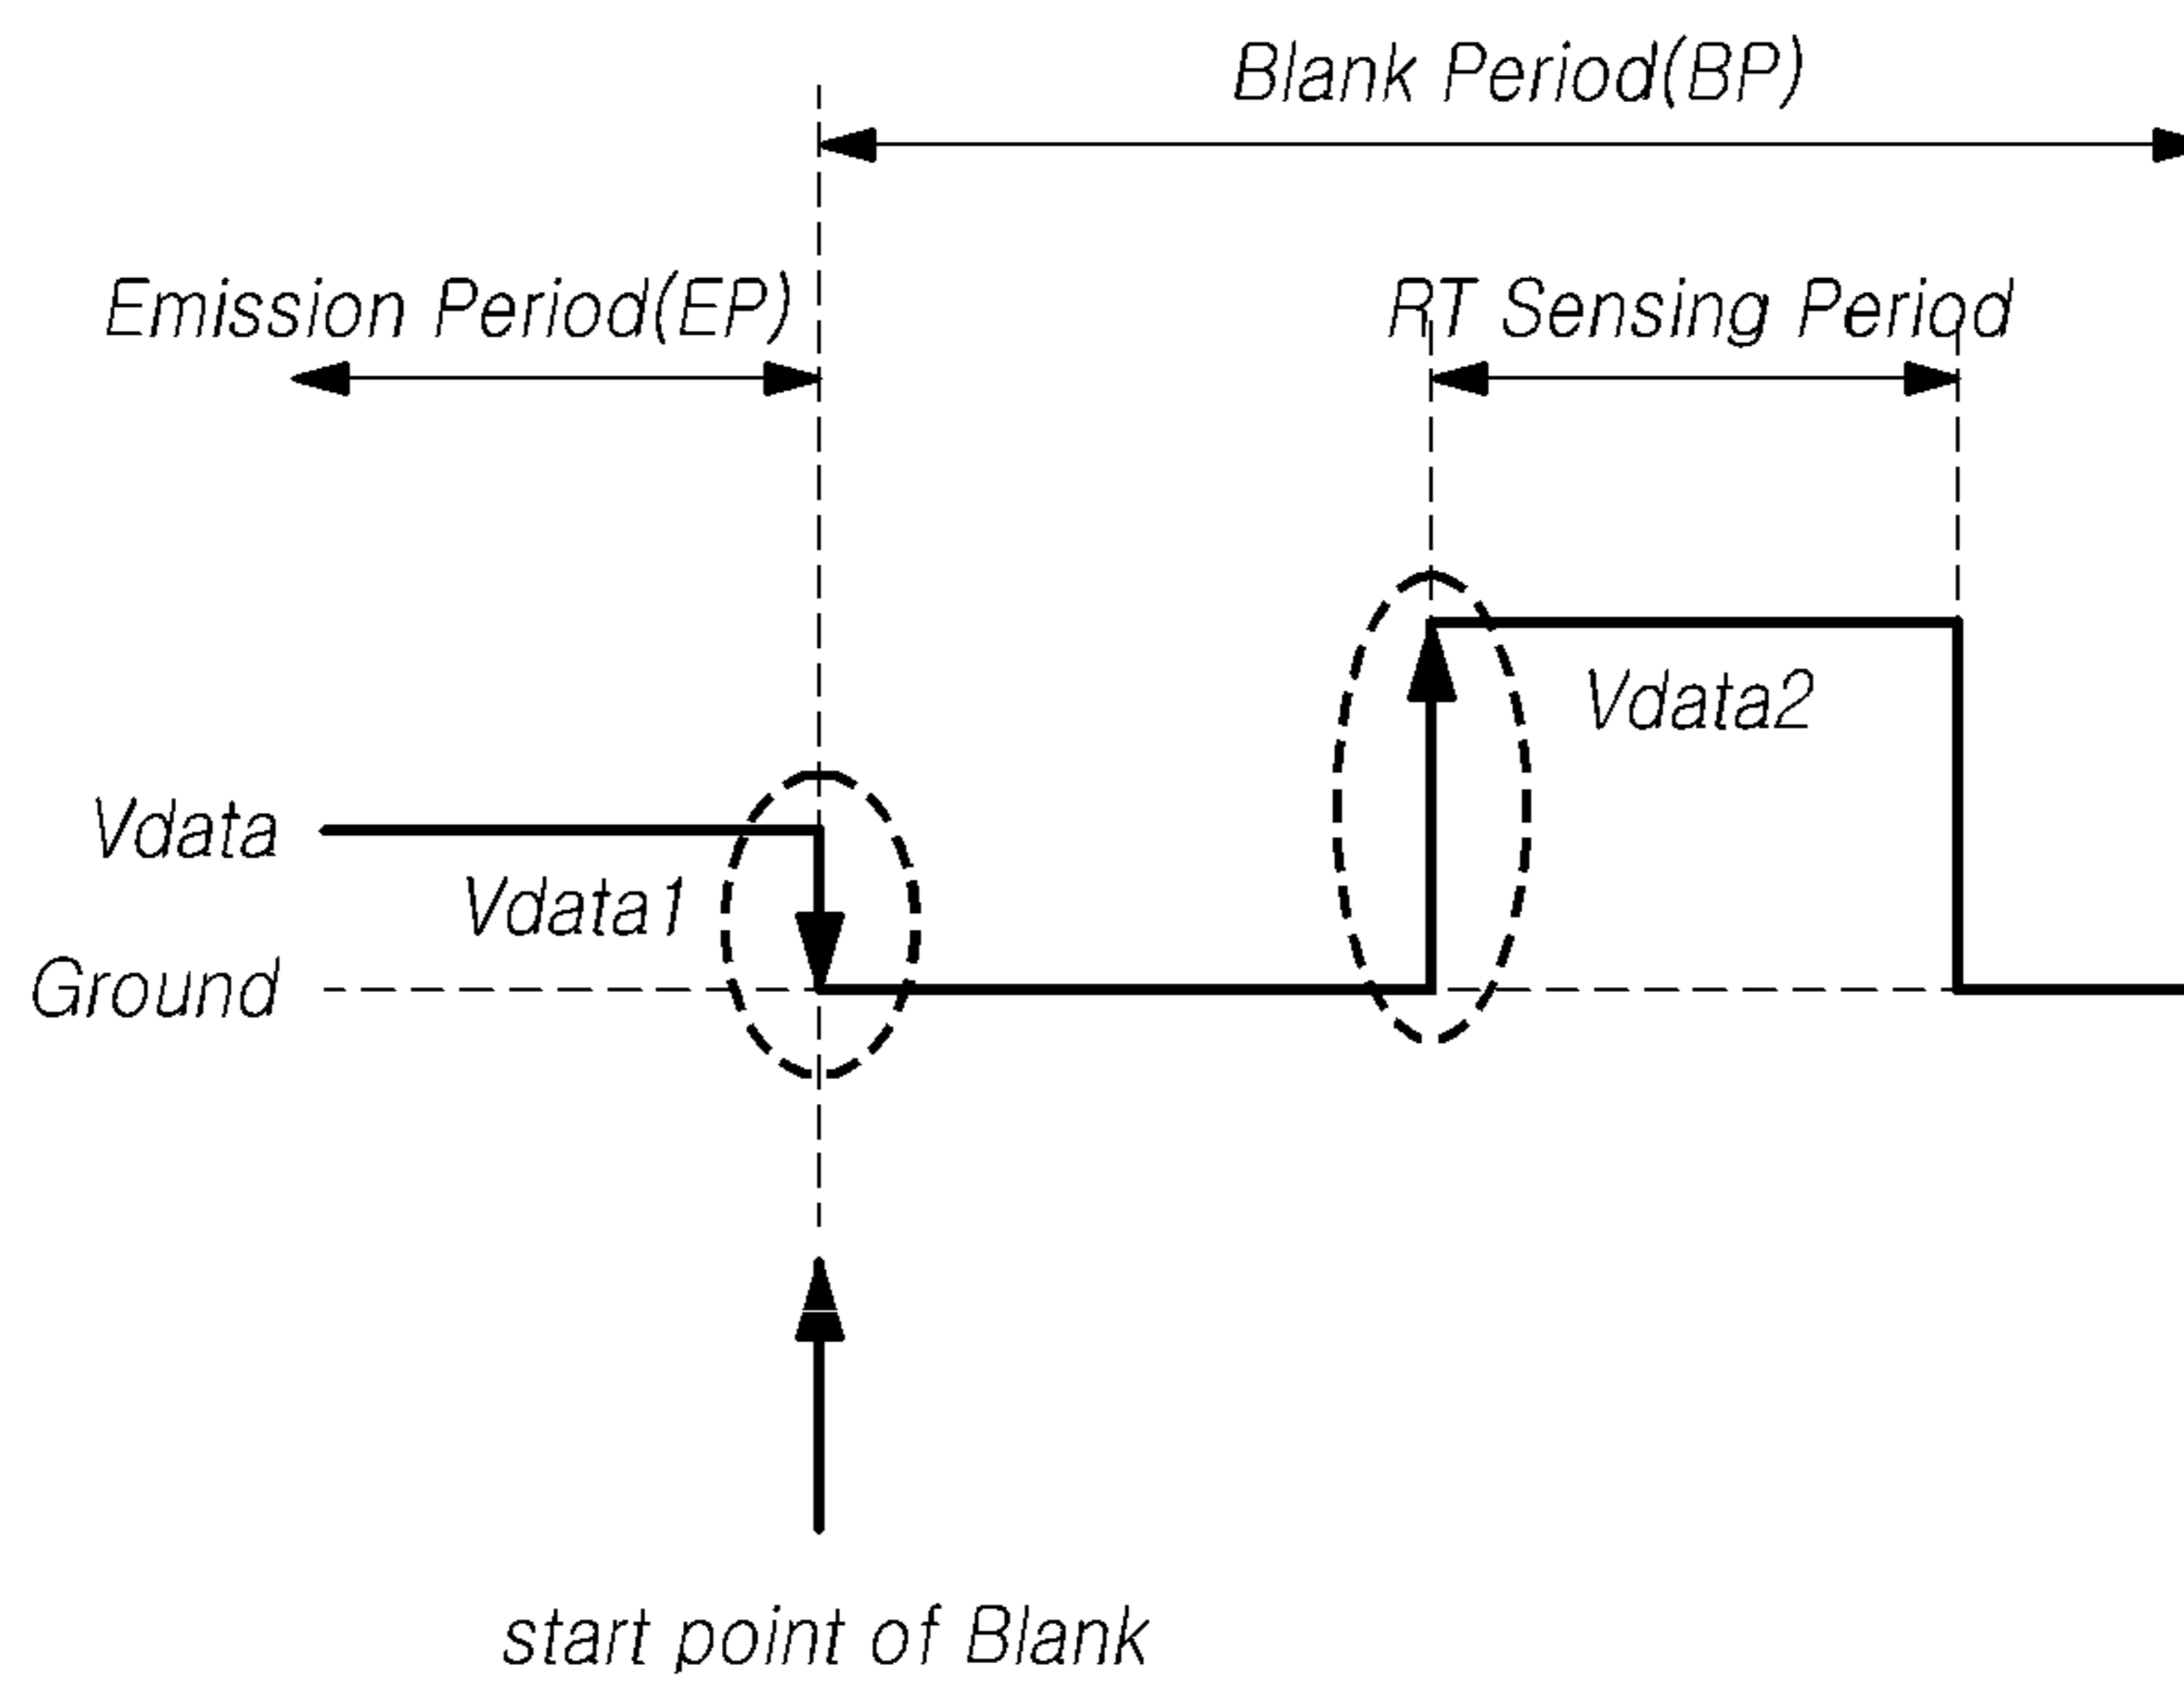 Blank Period(BP)
Emission Period(EP)
RT Sensing Period
Vdata2
Vdata
Vdata1
Ground
start point of Blank